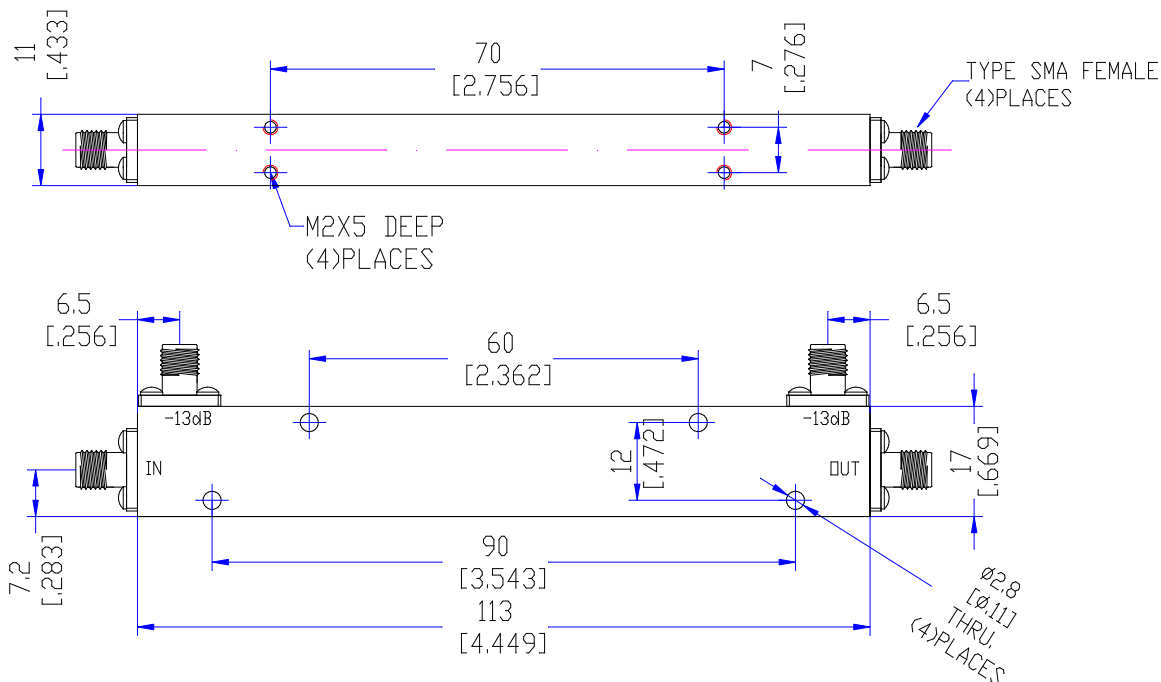 11
[.433]
70
[2.756]
7
[.276]
TYPE SMA FEMALE
(4)PLACES
M2X5 DEEP
(4)PLACES
6.5
[.256]
6.5
[.256]
60
[2.362]
-13dB
-13dB
IN
OUT
12
[.472]
17
[.669]
7.2
[.283]
90
[3.543]
113
[4.449]
ø2.8
[ø.11]
THRU.
(4)PLACES